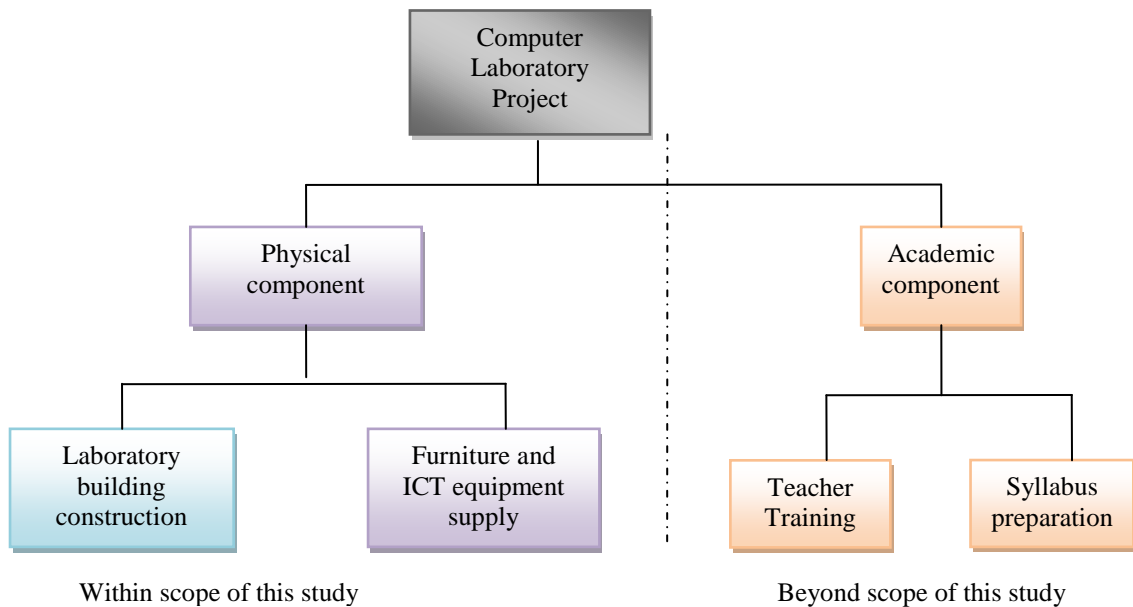 Computer
Laboratory
Project
Physical
component
Academic
component
Laboratory
building
construction
Furniture and
ICT equipment
supply
Teacher
Training
Syllabus
preparation
Within scope of this study
Beyond scope of this study